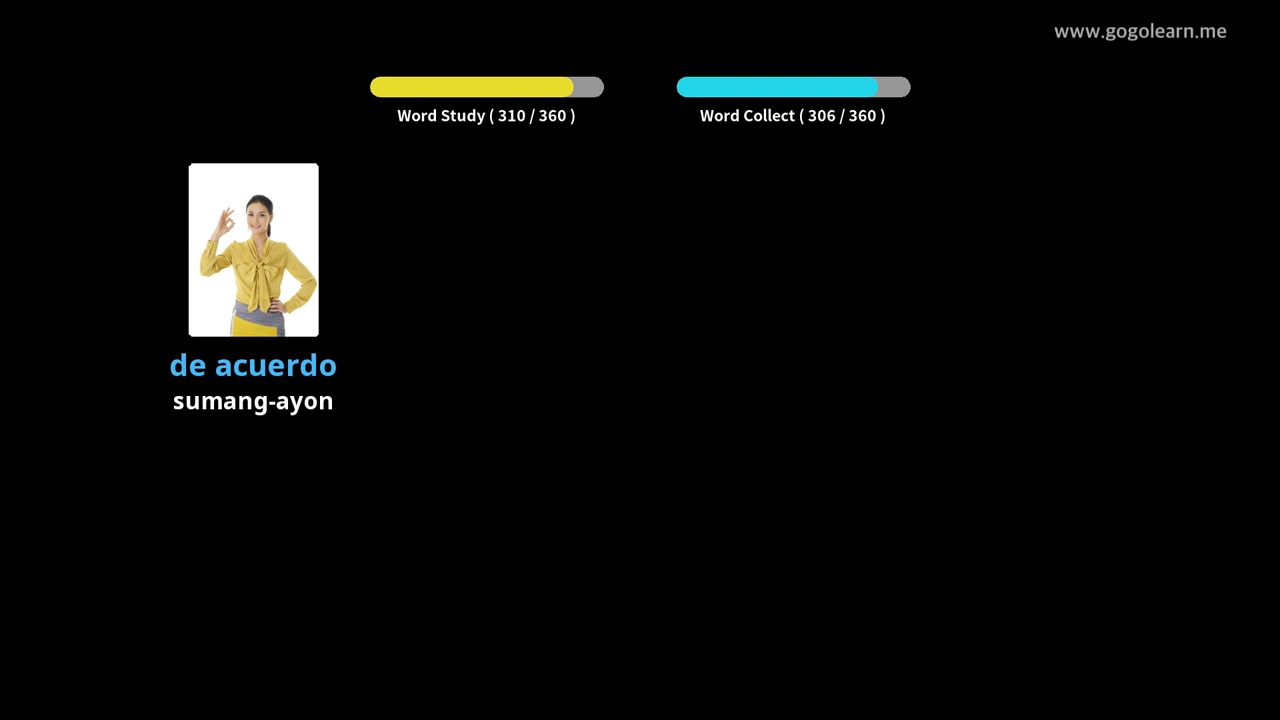 www.gogolearn.me
Word Study ( 310 / 360 )
Word Collect ( 306 / 360 )
de acuerdo
sumang-ayon